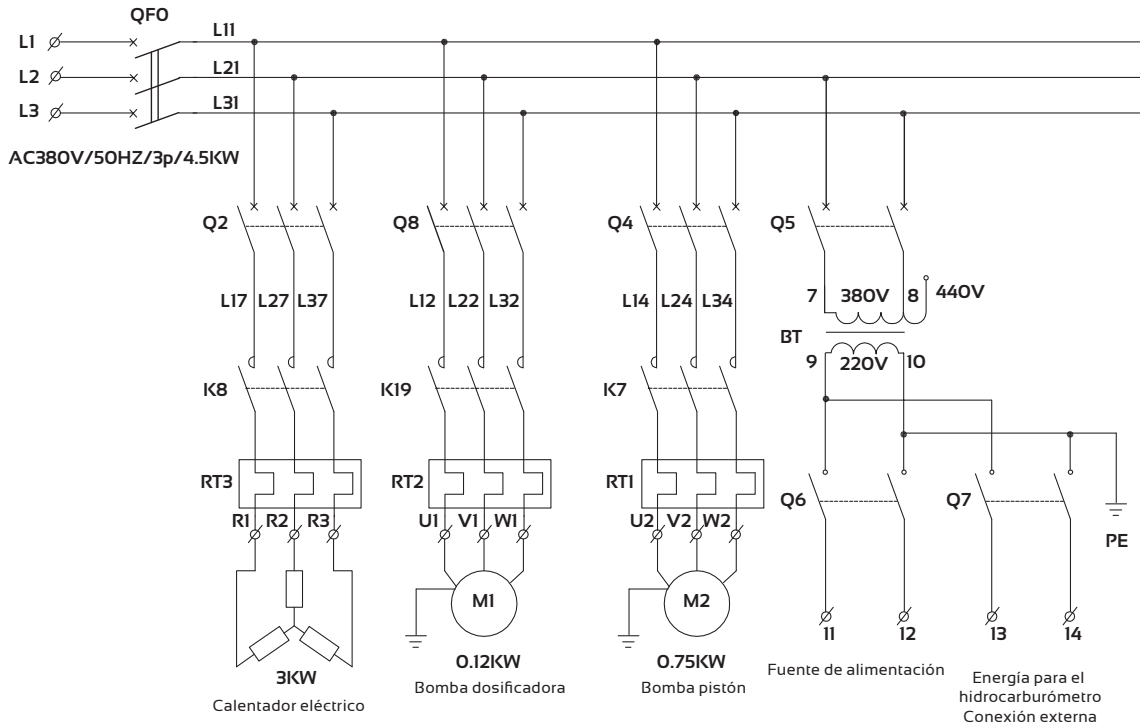 QF0
L1
L11
L2
L21
L3
L31
AC380V/50HZ/3p/4.5KW
Q2
Q8
Q4
Q5
L17 L27 L37
L12 L22 L32
L14 L24 L34
7 380V 8 440V
BT
9 220V 10
K8
K19
K7
RT3
RT2
RT1
Q6
Q7
R1 R2 R3
U1 V1 W1
U2 V2 W2
PE
M1
M2
11 12 13 14
3KW
Calentador eléctrico
0.12KW
Bomba dosificadora
0.75KW
Bomba pistón
Fuente de alimentación
Energía para el
hidrocarburómetro
Conexión externa